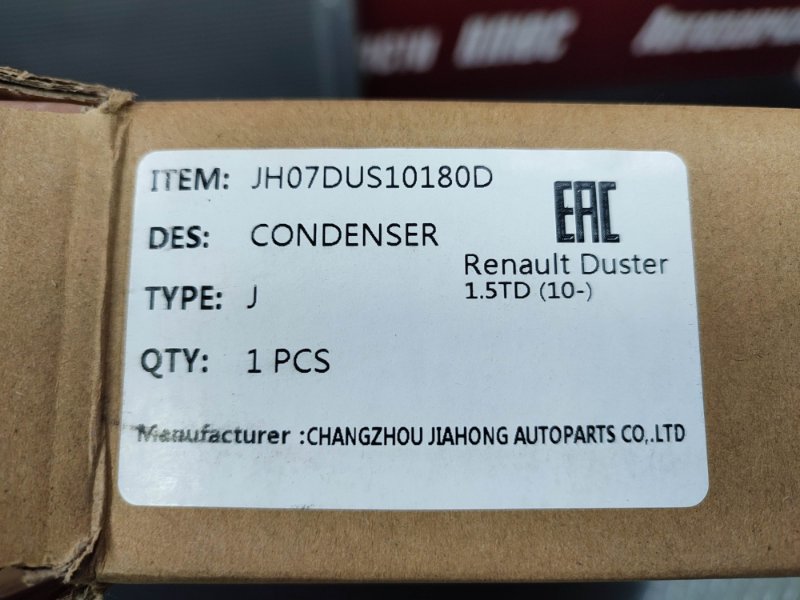 ITEM: JH07DUS10180D
EAC
DES: CONDENSER
Renault Duster
1.5TD (10-)
TYPE: J
QTY: 1 PCS
Manufacturer :CHANGZHOU JIAHONG AUTOPARTS CO,.LTD